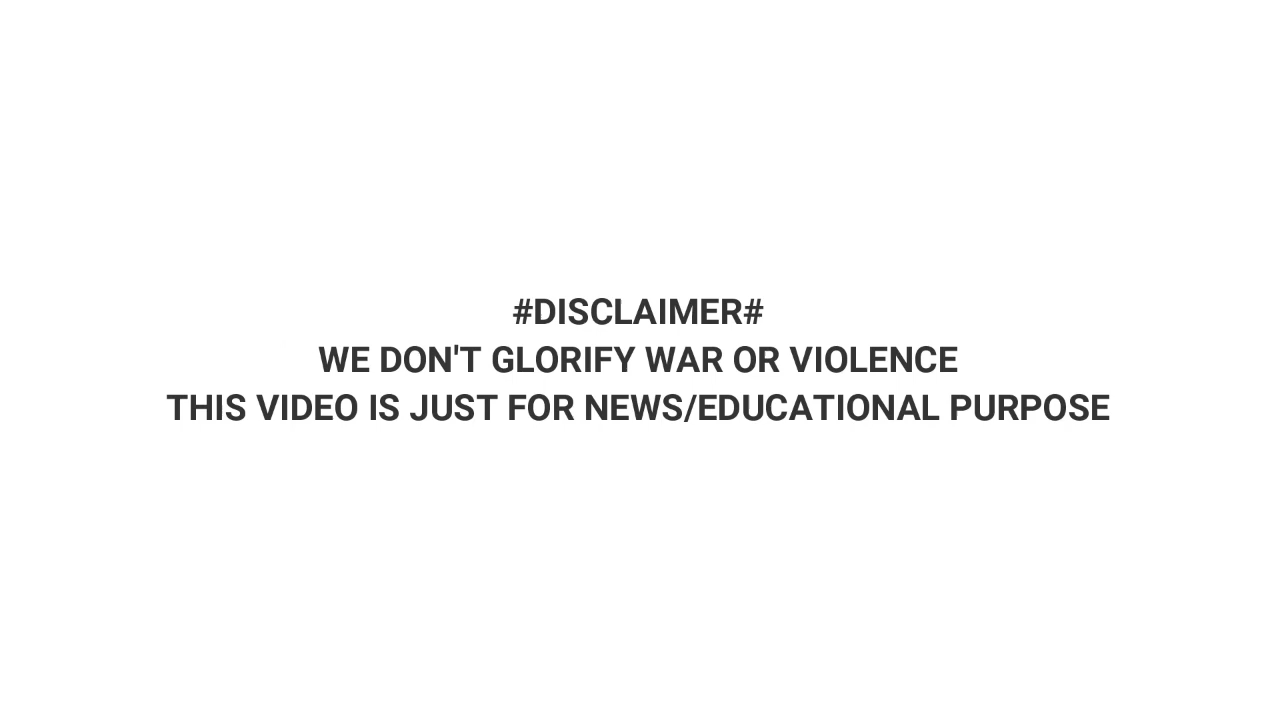 #DISCLAIMER#
WE DON'T GLORIFY WAR OR VIOLENCE
THIS VIDEO IS JUST FOR NEWS/EDUCATIONAL PURPOSE